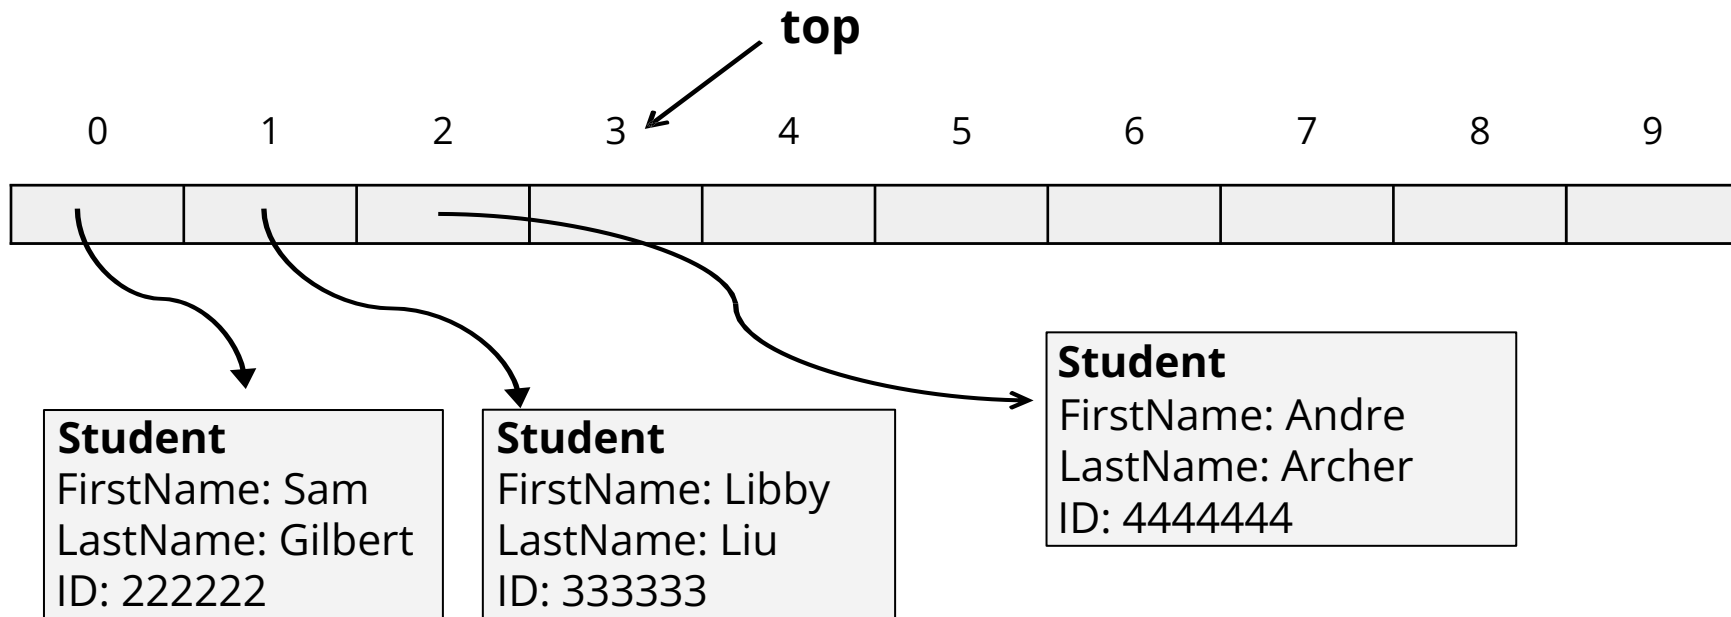 top
0 1 2 3 4 5 6 7 8 9
Student
FirstName: Sam
LastName: Gilbert
ID: 222222
Student
FirstName: Libby
LastName: Liu
ID: 333333
Student
FirstName: Andre
LastName: Archer
ID: 4444444